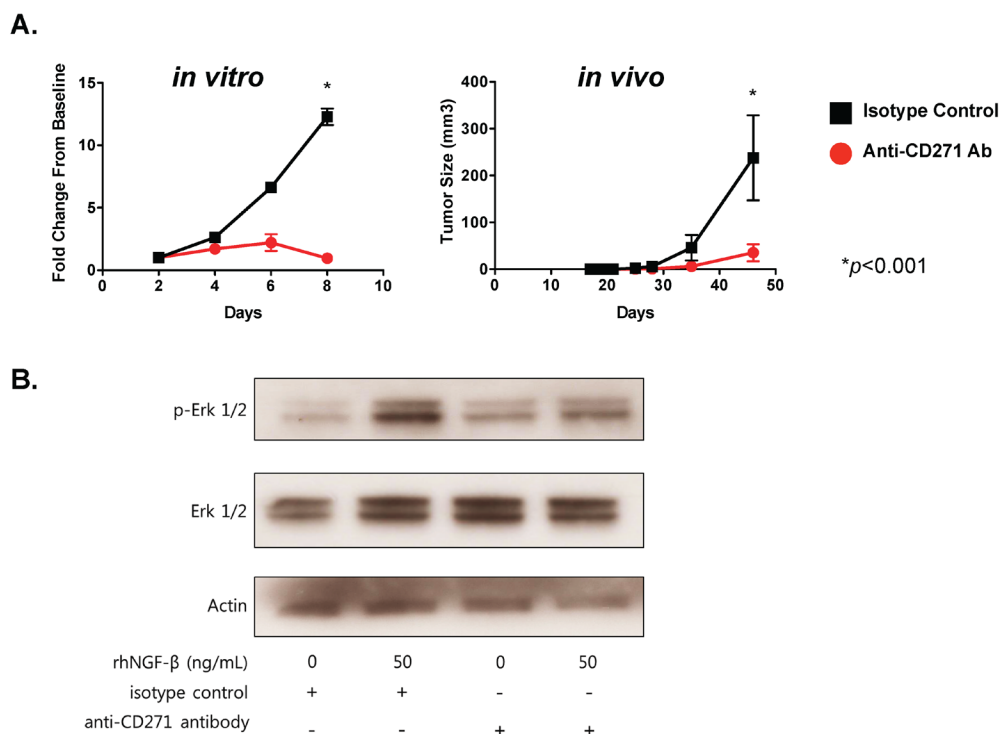 A.
in vitro
Fold Change From Baseline
15
10
5
0
0 2 4 6 8 10
Days
*
in vivo
Tumor Size (mm3)
400
300
200
100
0
0 10 20 30 40 50
Days
*
Isotype Control
Anti-CD271 Ab
*p<0.001
B.
p-Erk 1/2
Erk 1/2
Actin
rhNGF-β (ng/mL) 0 50 0 50
isotype control + + - -
anti-CD271 antibody - - + +